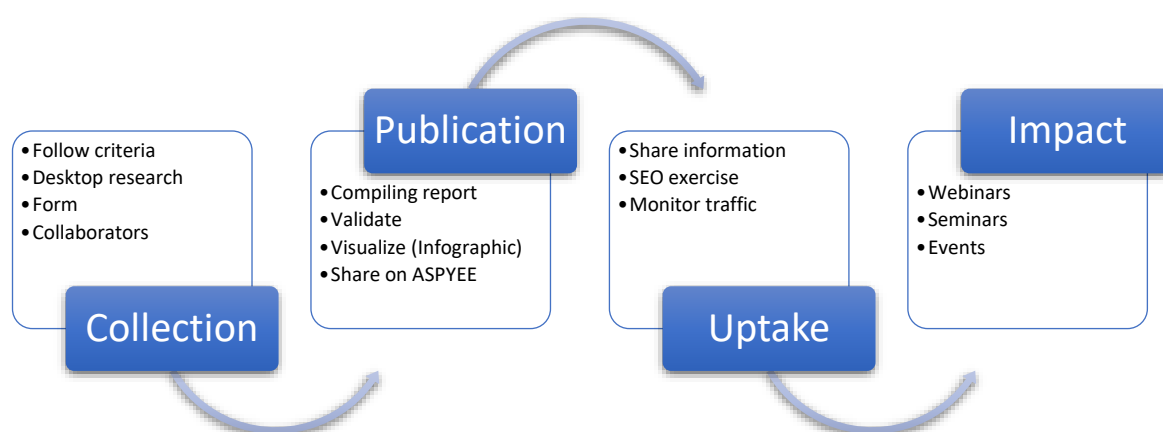 • Follow criteria
• Desktop research
• Form
• Collaborators
Collection
Publication
• Compiling report
• Validate
• Visualize (Infographic)
• Share on ASPYEE
• Share information
• SEO exercise
• Monitor traffic
Uptake
Impact
• Webinars
• Seminars
• Events